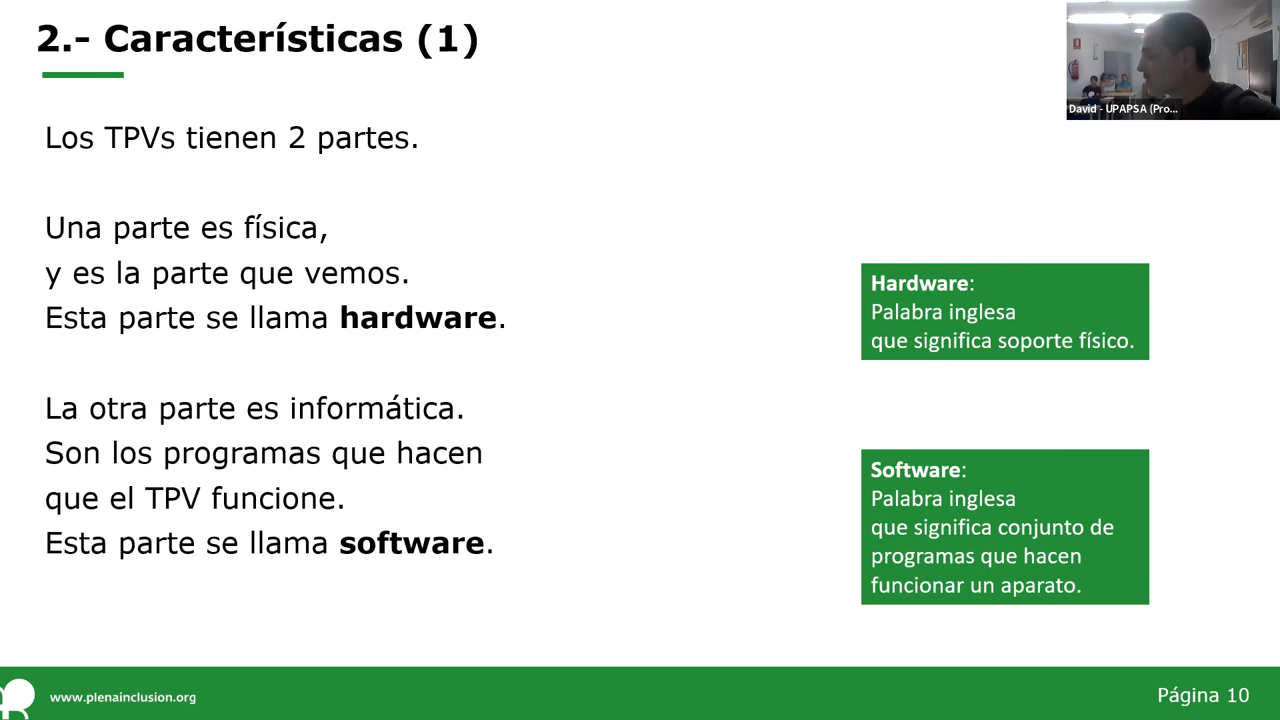 2.- Características (1)
David - UPAPSA (Pro...
Los TPVs tienen 2 partes.
Una parte es física,
y es la parte que vemos.
Esta parte se llama hardware.
Hardware:
Palabra inglesa
que significa soporte físico.
La otra parte es informática.
Son los programas que hacen
que el TPV funcione.
Esta parte se llama software.
Software:
Palabra inglesa
que significa conjunto de
programas que hacen
funcionar un aparato.
www.plenainclusion.org
Página 10